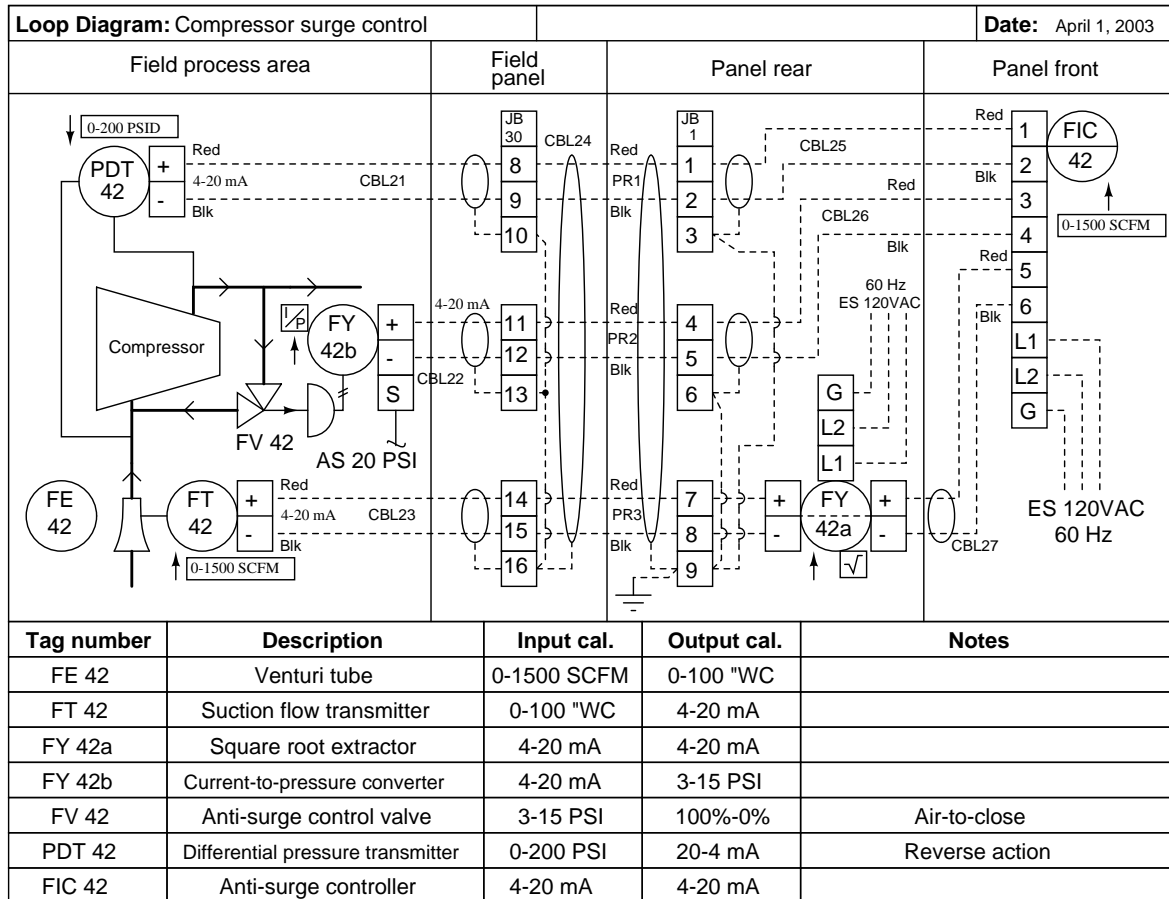 Loop Diagram: Compressor surge control
Date: April 1, 2003
Field process area
Field
panel
Panel rear
Panel front
0-200 PSID
PDT
42
+
-
Red
4-20 mA
Blk
CBL21
JB
30
8
9
10
CBL24
Red
PR1
Blk
JB
1
1
2
3
CBL25
Red
Blk
Red
CBL26
Blk
Red
Blk
1
2
3
4
5
6
L1
L2
G
FIC
42
0-1500 SCFM
Compressor
I/P
FY
42b
+
-
S
4-20 mA
CBL22
11
12
13
Red
PR2
Blk
4
5
6
60 Hz
ES 120VAC
G
L2
L1
FV 42
AS 20 PSI
FE
42
FT
42
+
-
Red
4-20 mA
CBL23
Blk
0-1500 SCFM
14
15
16
Red
PR3
Blk
7
8
9
+
-
FY
42a
+
-
√
CBL27
ES 120VAC
60 Hz
Tag number Description Input cal. Output cal. Notes
FE 42 Venturi tube 0-1500 SCFM 0-100 "WC
FT 42 Suction flow transmitter 0-100 "WC 4-20 mA
FY 42a Square root extractor 4-20 mA 4-20 mA
FY 42b Current-to-pressure converter 4-20 mA 3-15 PSI
FV 42 Anti-surge control valve 3-15 PSI 100%-0% Air-to-close
PDT 42 Differential pressure transmitter 0-200 PSI 20-4 mA Reverse action
FIC 42 Anti-surge controller 4-20 mA 4-20 mA